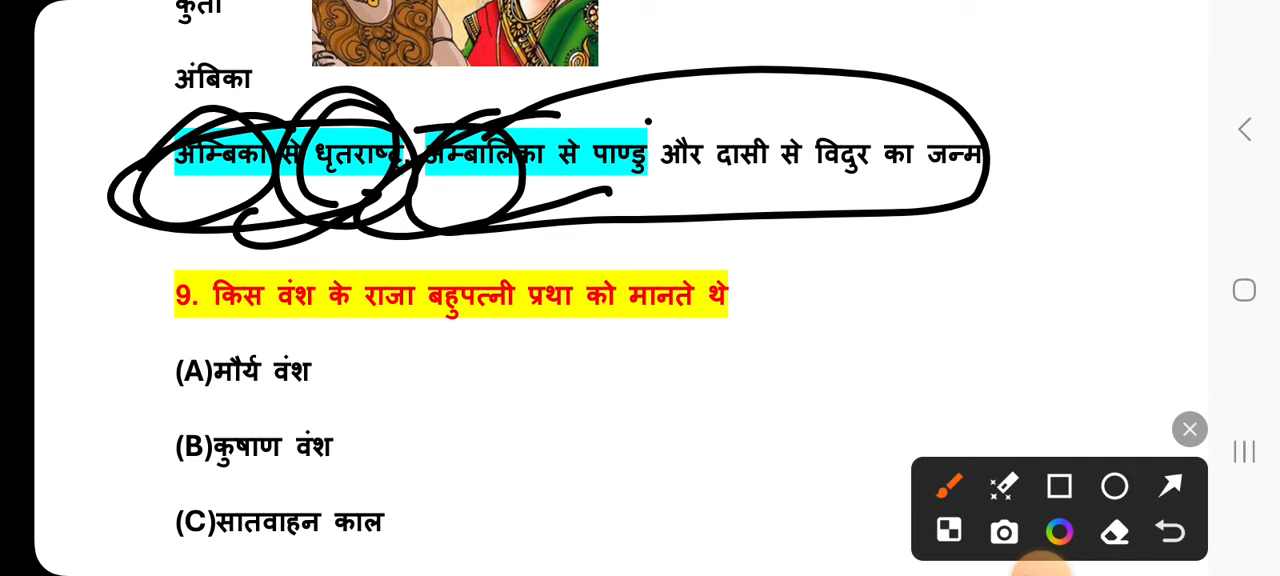 कुंती
अंबिका
अम्बिका से धृतराष्ट्र, अम्बालिका से पाण्डु और दासी से विदुर का जन्म
9. किस वंश के राजा बहुपत्नी प्रथा को मानते थे
(A)मौर्य वंश
(B)कुषाण वंश
(C)सातवाहन काल